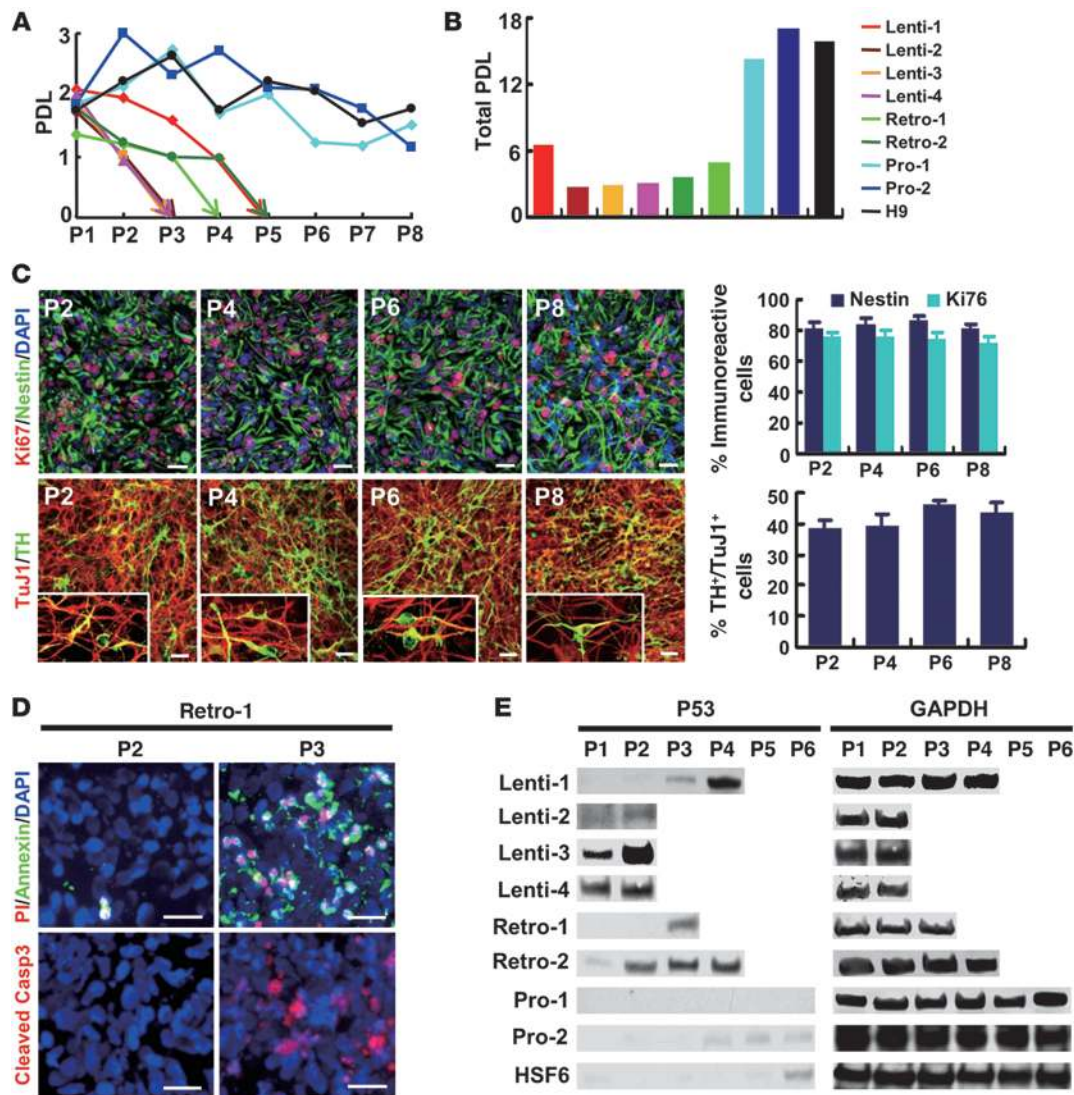 A
PDL
3
2
1
0
P1 P2 P3 P4 P5 P6 P7 P8
B
Total PDL
18
12
6
0
Lenti-1
Lenti-2
Lenti-3
Lenti-4
Retro-1
Retro-2
Pro-1
Pro-2
H9
C
Ki67/Nestin/DAPI
P2 P4 P6 P8
% Immunoreactive cells
100
80
60
40
20
0
Nestin Ki76
P2 P4 P6 P8
TuJ1/TH
P2 P4 P6 P8
% TH+/TuJ1+ cells
50
40
30
20
10
0
P2 P4 P6 P8
D
Retro-1
P2 P3
PI/Annexin/DAPI
Cleaved Casp3
E
P53 GAPDH
P1 P2 P3 P4 P5 P6 P1 P2 P3 P4 P5 P6
Lenti-1
Lenti-2
Lenti-3
Lenti-4
Retro-1
Retro-2
Pro-1
Pro-2
HSF6